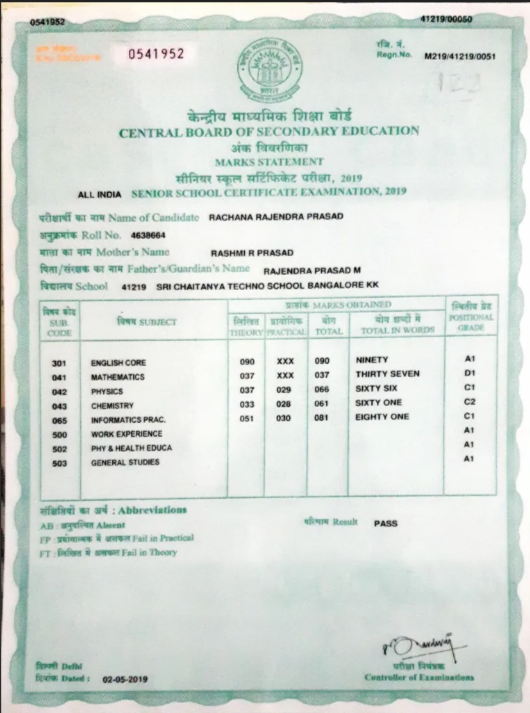 0541952 41219/00050
0541952
रजि. नं.
Regn.No. M219/41219/0051
भारत
केन्द्रीय माध्यमिक शिक्षा बोर्ड
CENTRAL BOARD OF SECONDARY EDUCATION
अंक विवरणिका
MARKS STATEMENT
सीनियर स्कूल सर्टिफिकेट परीक्षा, 2019
ALL INDIA SENIOR SCHOOL CERTIFICATE EXAMINATION, 2019
परीक्षार्थी का नाम Name of Candidate RACHANA RAJENDRA PRASAD
अनुक्रमांक Roll No. 4638664
माता का नाम Mother's Name RASHMI R PRASAD
पिता/संरक्षक का नाम Father's/Guardian's Name RAJENDRA PRASAD M
विद्यालय School 41219 SRI CHAITANYA TECHNO SCHOOL BANGALORE KK
विषय कोड SUB. CODE विषय SUBJECT प्राप्तांक MARKS OBTAINED स्थितीय ग्रेड POSITIONAL GRADE
लिखित THEORY प्रायोगिक PRACTICAL योग TOTAL योग शब्दों में TOTAL IN WORDS
301 ENGLISH CORE 090 XXX 090 NINETY A1
041 MATHEMATICS 037 XXX 037 THIRTY SEVEN D1
042 PHYSICS 037 029 066 SIXTY SIX C1
043 CHEMISTRY 033 028 061 SIXTY ONE C2
065 INFORMATICS PRAC. 051 030 081 EIGHTY ONE C1
500 WORK EXPERIENCE A1
502 PHY & HEALTH EDUCA A1
503 GENERAL STUDIES A1
संक्षिप्तियों का अर्थ : Abbreviations
AB : अनुपस्थित Absent परिणाम Result PASS
FP : प्रयोगात्मक में असफल Fail in Practical
FT : लिखित में असफल Fail in Theory
दिल्ली Delhi परीक्षा नियंत्रक
दिनांक Dated : 02-05-2019 Controller of Examinations